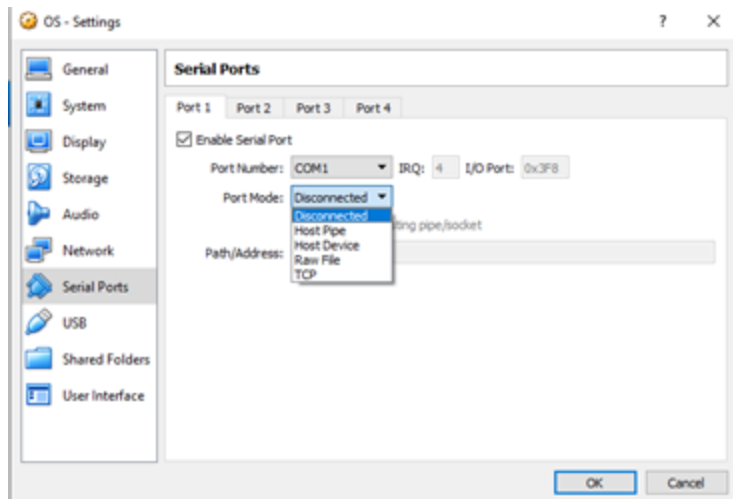 OS - Settings
?
General
System
Display
Storage
Audio
Network
Serial Ports
USB
Shared Folders
User Interface
Serial Ports
Port 1 Port 2 Port 3 Port 4
Enable Serial Port
Port Number: COM1 IRQ: 4 I/O Port: 0x3F8
Port Mode: Disconnected
Disconnected
Host Pipe
Host Device
Raw File
TCP
pipe/socket
Path/Address:
OK Cancel